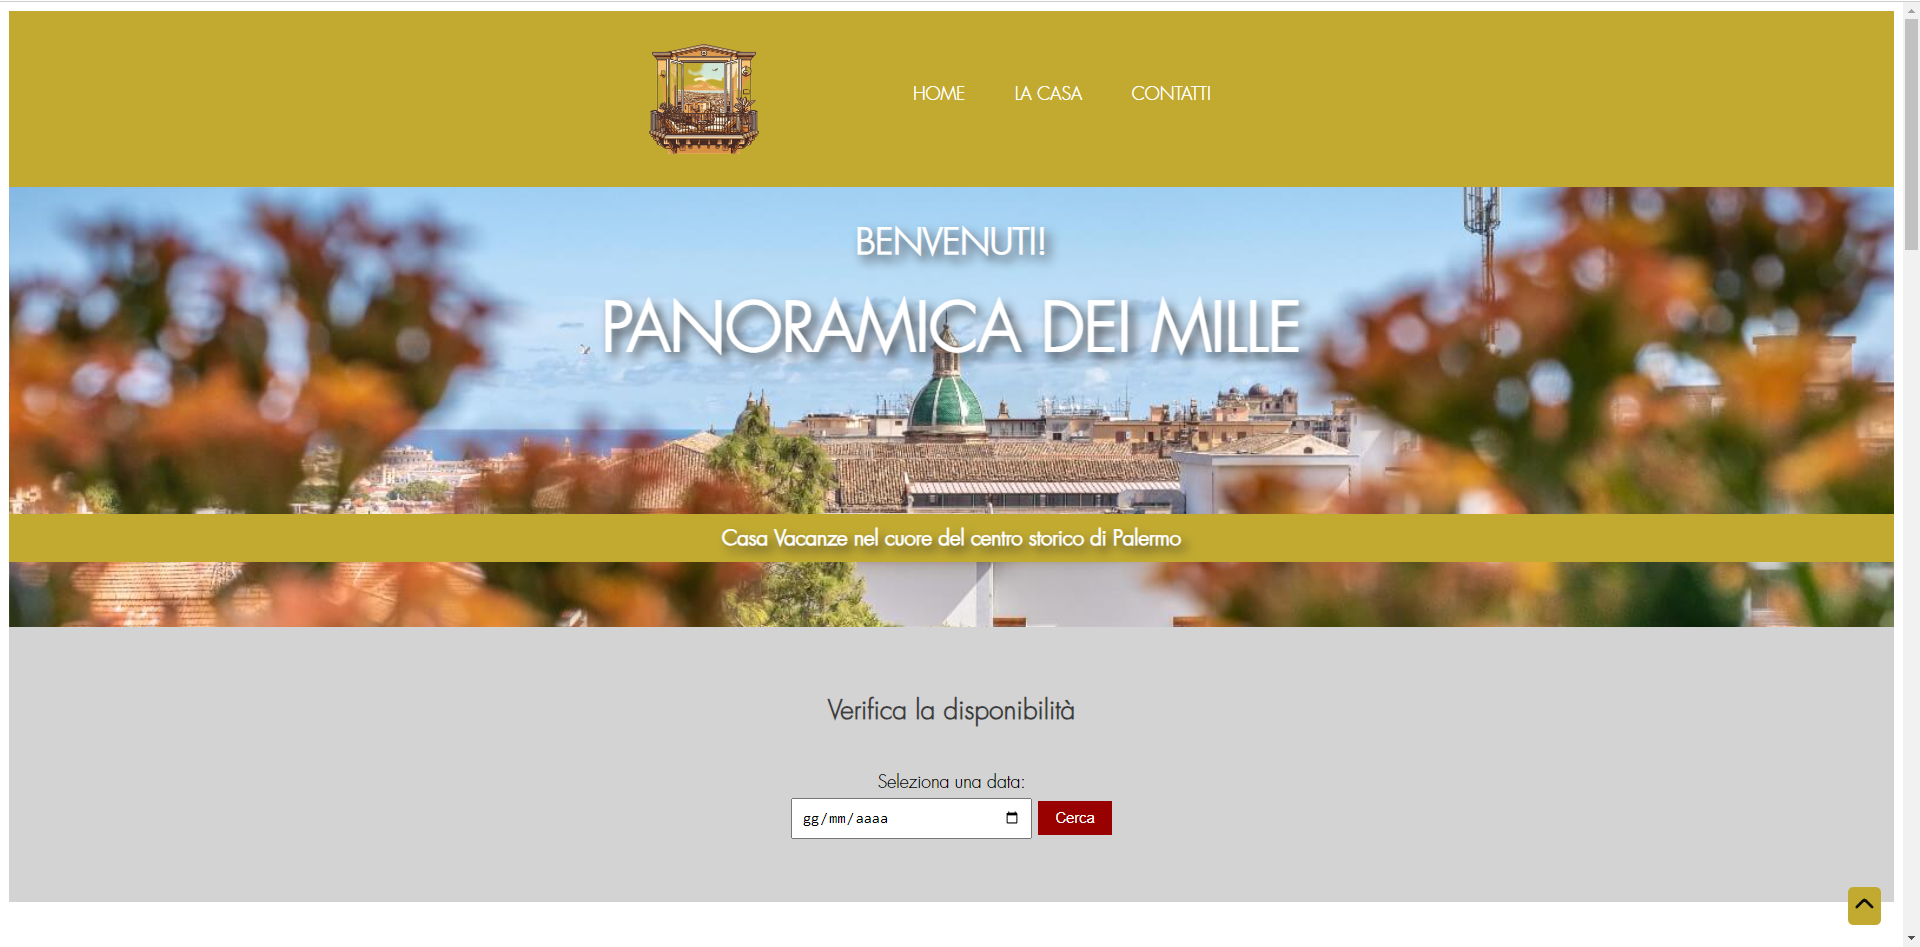 HOME LA CASA CONTATTI
BENVENUTI!
PANORAMICA DEI MILLE
Casa Vacanze nel cuore del centro storico di Palermo
Verifica la disponibilità
Seleziona una data:
gg/mm/aaaa Cerca